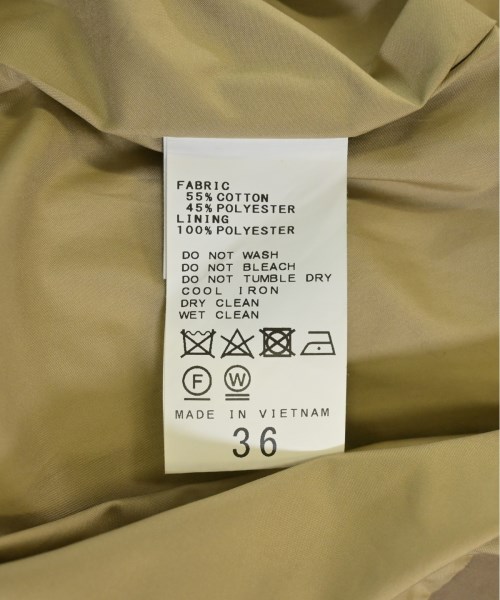 FABRIC
55% COTTON
45% POLYESTER
LINING
100% POLYESTER
DO NOT WASH
DO NOT BLEACH
DO NOT TUMBLE DRY
COOL IRON
DRY CLEAN
WET CLEAN
F W
MADE IN VIETNAM
36